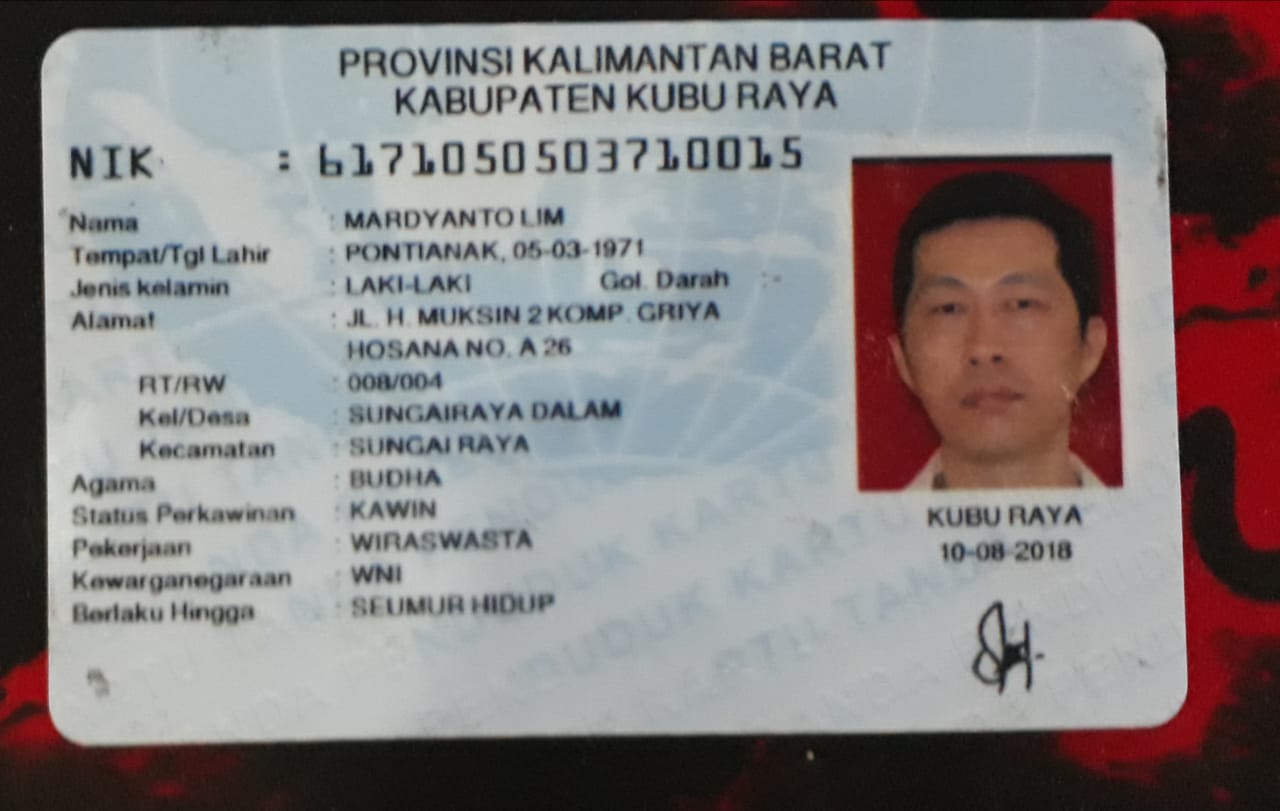 PROVINSI KALIMANTAN BARAT
KABUPATEN KUBU RAYA
NIK : 6171050503710015
Nama : MARDYANTO LIM
Tempat/Tgl Lahir : PONTIANAK, 05-03-1971
Jenis kelamin : LAKI-LAKI Gol. Darah :-
Alamat : JL. H. MUKSIN 2 KOMP. GRIYA
HOSANA NO. A 26
RT/RW : 008/004
Kel/Desa : SUNGAIRAYA DALAM
Kecamatan : SUNGAI RAYA
Agama : BUDHA
Status Perkawinan : KAWIN
Pekerjaan : WIRASWASTA
Kewarganegaraan : WNI
Berlaku Hingga : SEUMUR HIDUP
KUBU RAYA
10-08-2018